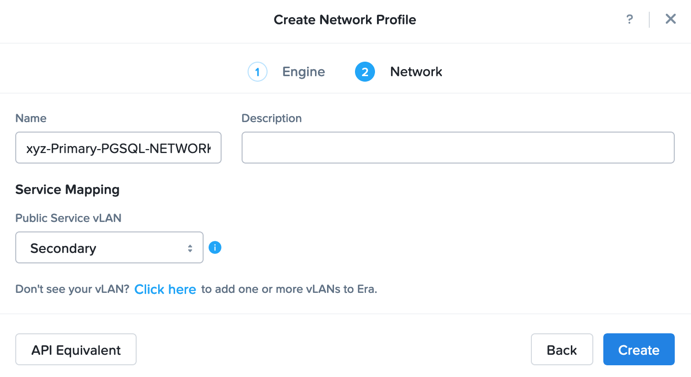 Create Network Profile
?
1 Engine 2 Network
Name Description
xyz-Primary-PGSQL-NETWORK
Service Mapping
Public Service vLAN
Secondary
i
Don't see your vLAN? Click here to add one or more vLANs to Era.
API Equivalent Back Create